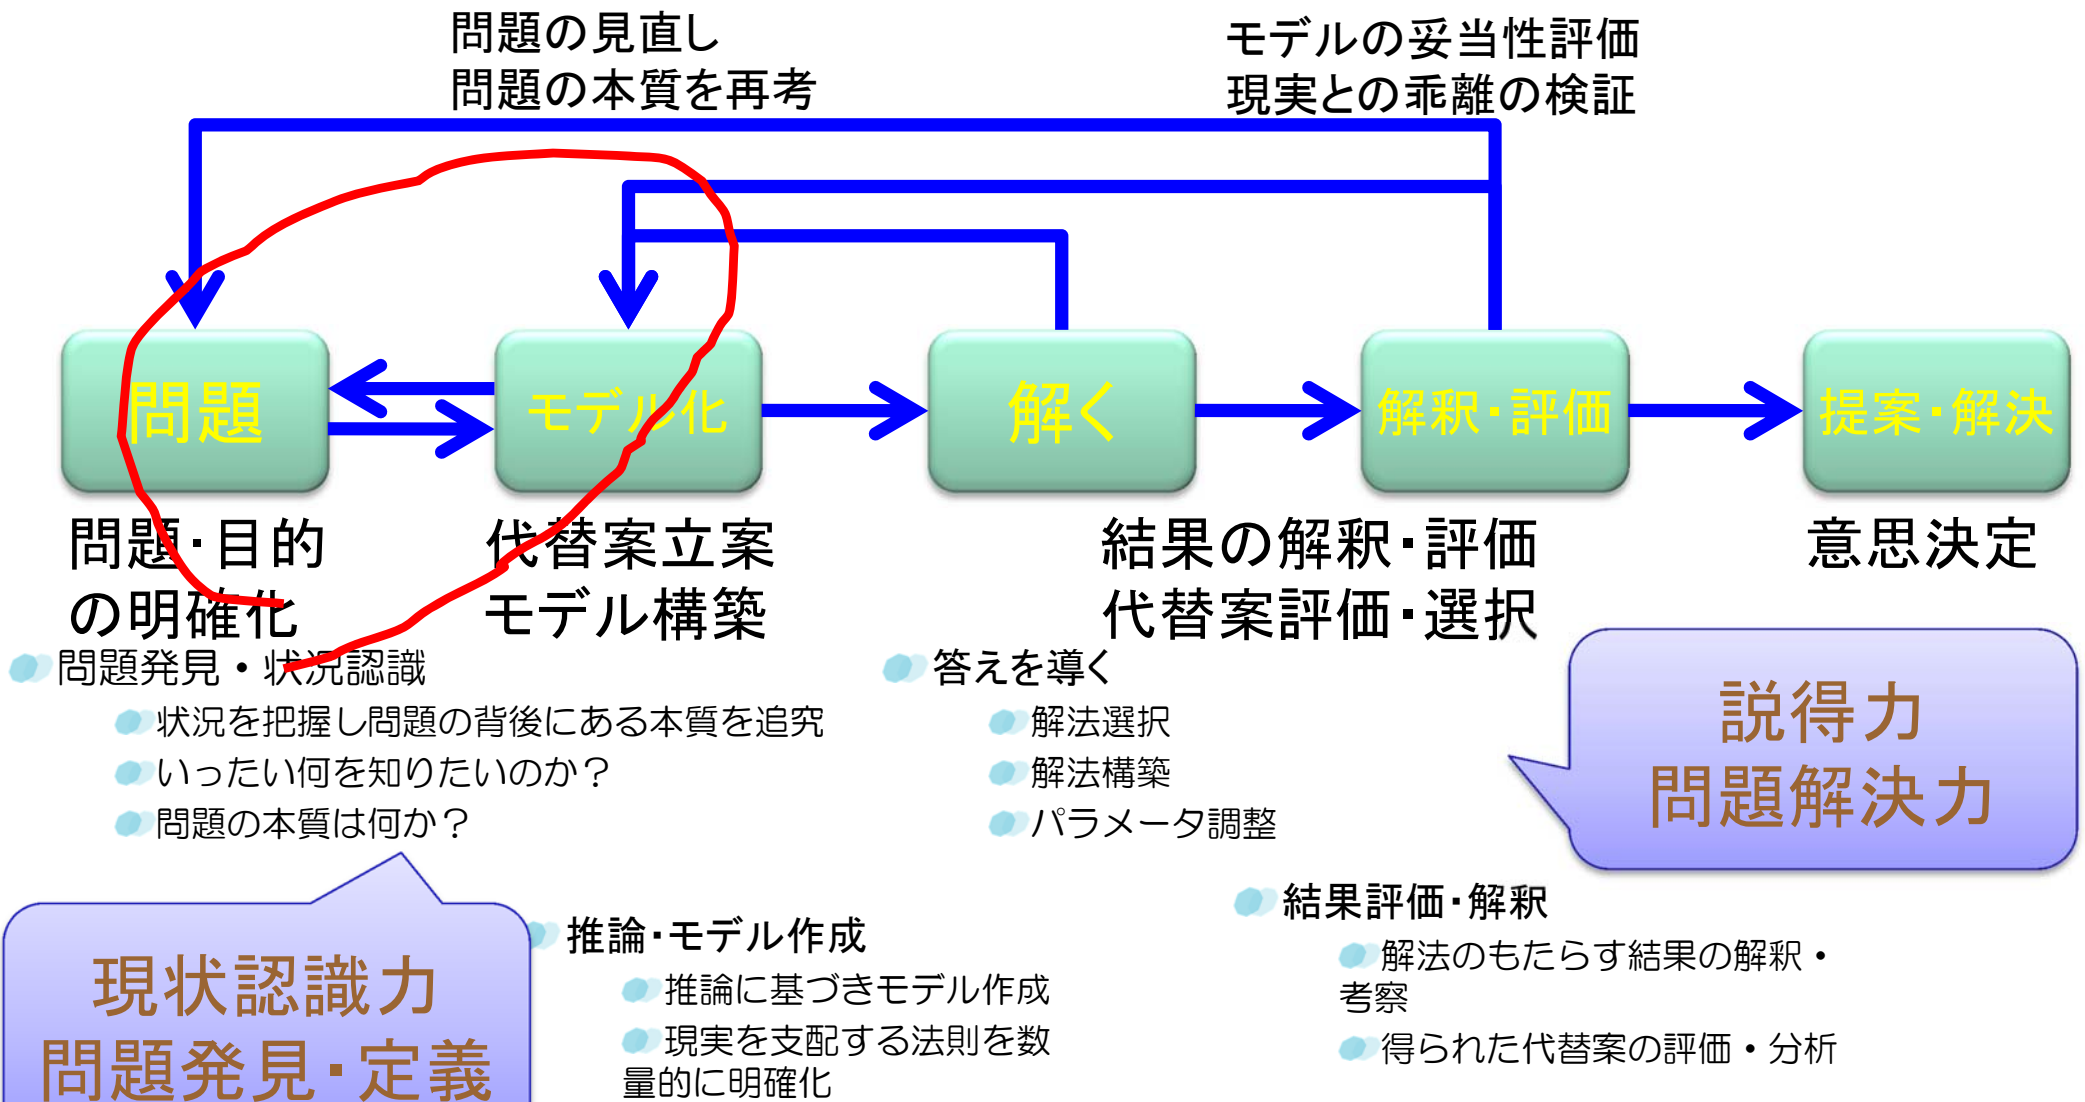 問題の見直し
問題の本質を再考
モデルの妥当性評価
現実との乖離の検証
問題
モデル化
解く
解釈・評価
提案・解決
問題・目的
の明確化
代替案立案
モデル構築
結果の解釈・評価
代替案評価・選択
意思決定
問題発見・状況認識
状況を把握し問題の背後にある本質を追究
いったい何を知りたいのか？
問題の本質は何か？
答えを導く
解法選択
解法構築
パラメータ調整
説得力
問題解決力
現状認識力
問題発見・定義
推論・モデル作成
推論に基づきモデル作成
現実を支配する法則を数
量的に明確化
結果評価・解釈
解法のもたらす結果の解釈・
考察
得られた代替案の評価・分析